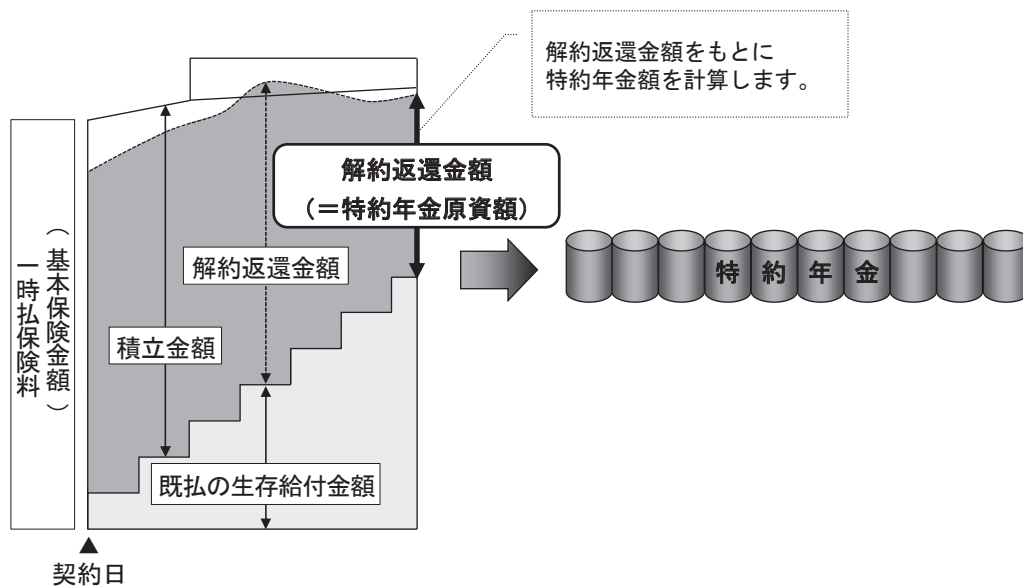 解約返還金額をもとに
特約年金額を計算します。
解約返還金額
（＝特約年金原資額）
特約年金
解約返還金額
積立金額
既払の生存給付金額
（基本保険金額）
一時払保険料
▲
契約日